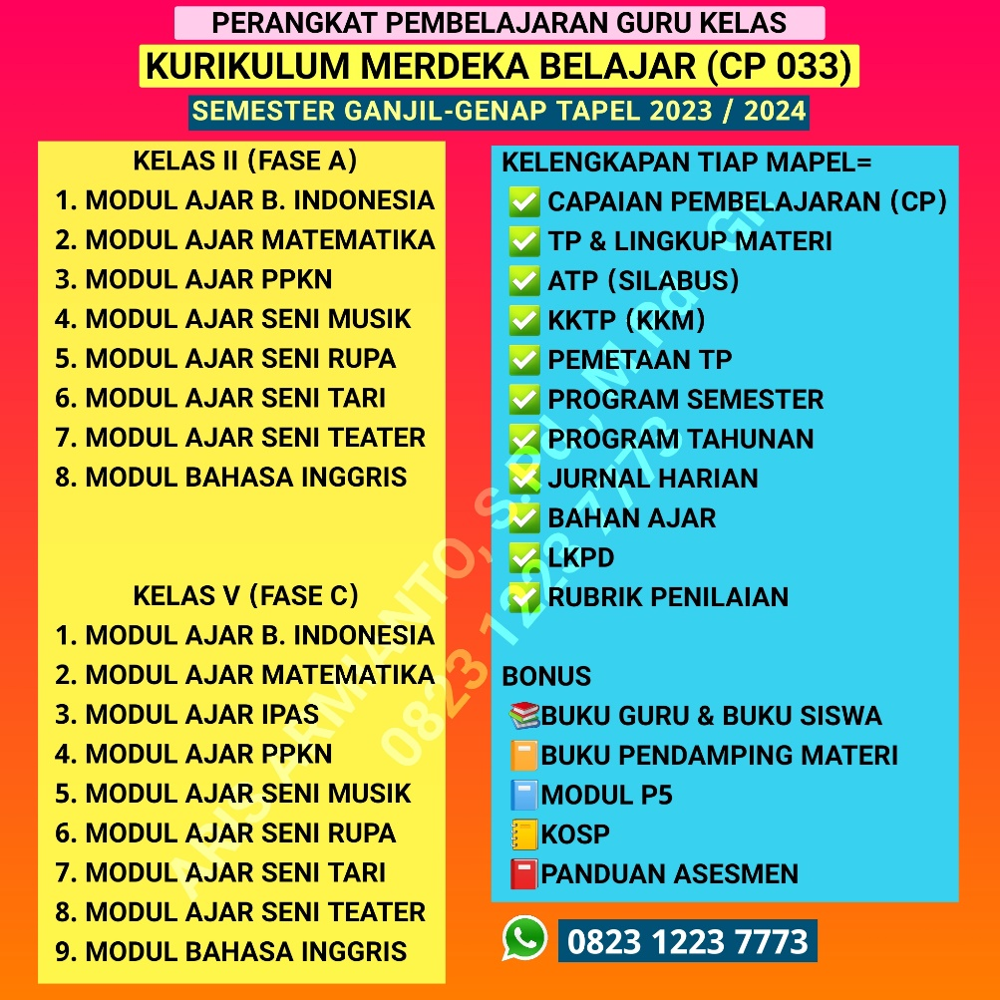 PERANGKAT PEMBELAJARAN GURU KELAS
KURIKULUM MERDEKA BELAJAR (CP 033)
SEMESTER GANJIL-GENAP TAPEL 2023 / 2024
KELAS II (FASE A)
1. MODUL AJAR B. INDONESIA
2. MODUL AJAR MATEMATIKA
3. MODUL AJAR PPKN
4. MODUL AJAR SENI MUSIK
5. MODUL AJAR SENI RUPA
6. MODUL AJAR SENI TARI
7. MODUL AJAR SENI TEATER
8. MODUL BAHASA INGGRIS
KELAS V (FASE C)
1. MODUL AJAR B. INDONESIA
2. MODUL AJAR MATEMATIKA
3. MODUL AJAR IPAS
4. MODUL AJAR PPKN
5. MODUL AJAR SENI MUSIK
6. MODUL AJAR SENI RUPA
7. MODUL AJAR SENI TARI
8. MODUL AJAR SENI TEATER
9. MODUL BAHASA INGGRIS
KELENGKAPAN TIAP MAPEL=
✅ CAPAIAN PEMBELAJARAN (CP)
✅ TP & LINGKUP MATERI
✅ ATP (SILABUS)
✅ KKTP (KKM)
✅ PEMETAAN TP
✅ PROGRAM SEMESTER
✅ PROGRAM TAHUNAN
✅ JURNAL HARIAN
✅ BAHAN AJAR
✅ LKPD
✅ RUBRIK PENILAIAN
BONUS
📚BUKU GURU & BUKU SISWA
📙BUKU PENDAMPING MATERI
📘MODUL P5
📒KOSP
📕PANDUAN ASESMEN
0823 1223 7773
S.Pd., M.Pd., Gr.
0823 1223 7773